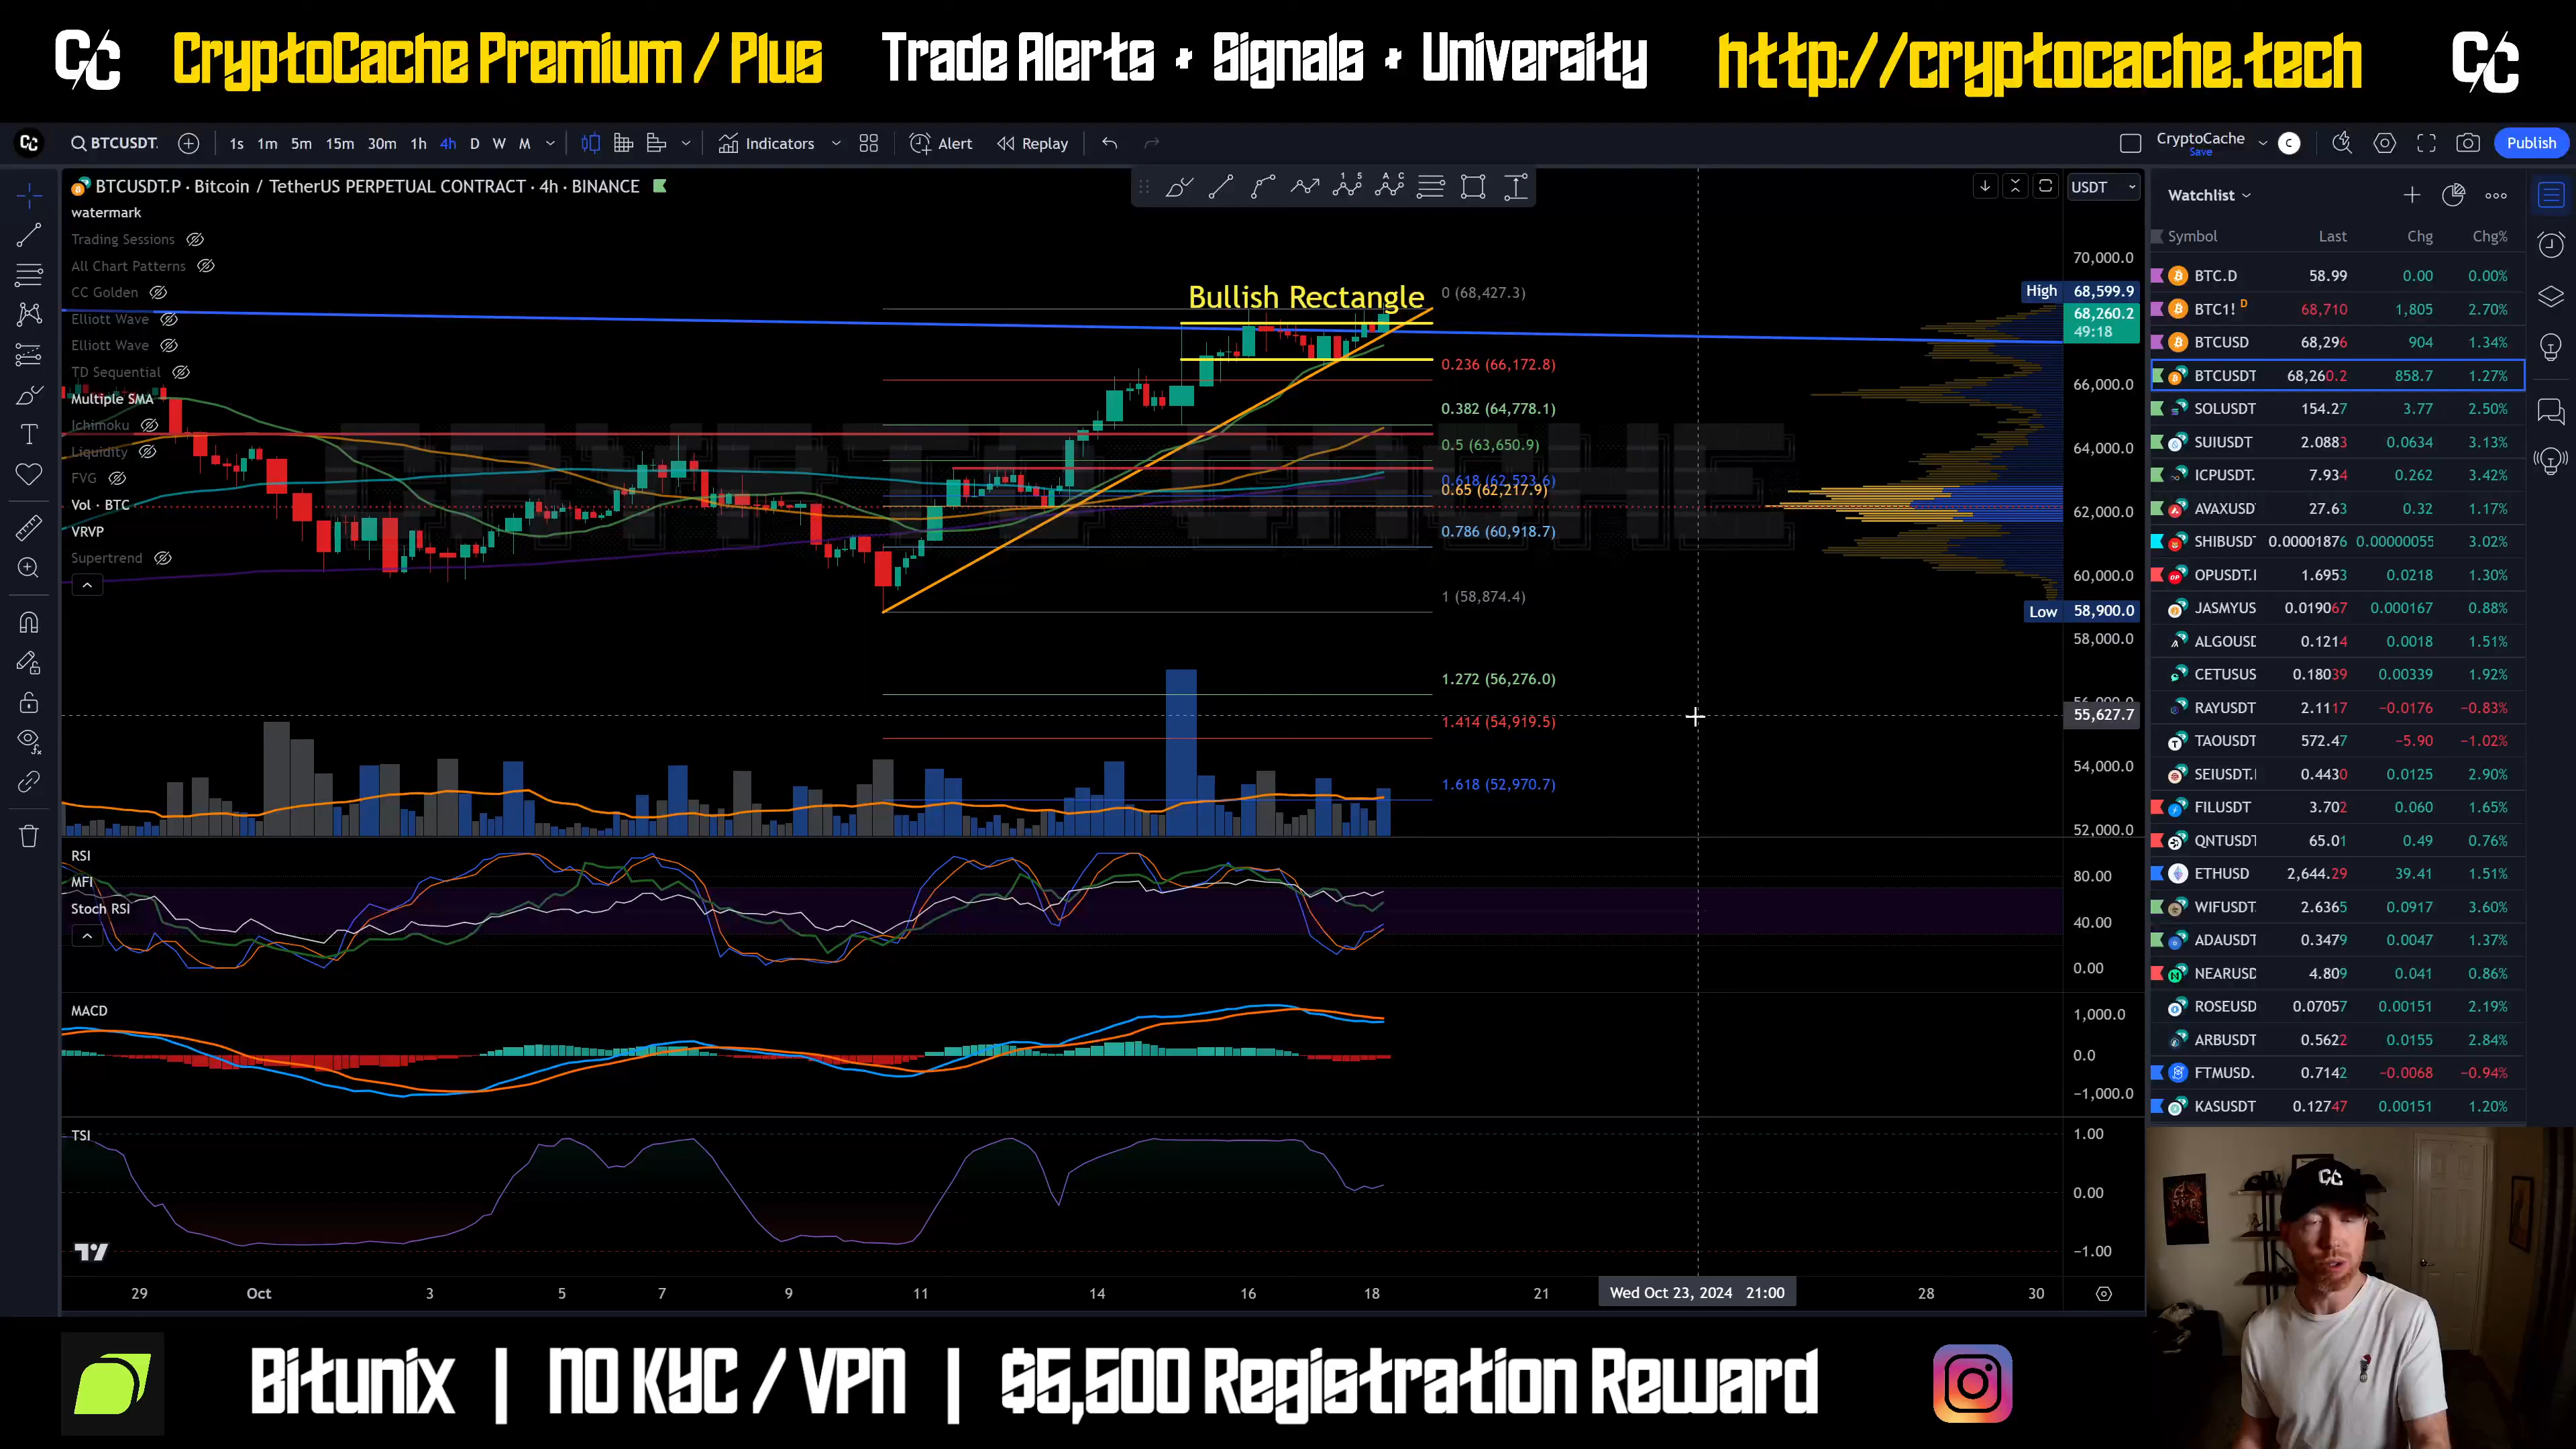 CC CryptoCache Premium / Plus Trade Alerts + Signals + University http://cryptocache.tech CC
CC BTCUSDT. 1s 1m 5m 15m 30m 1h 4h D W M Indicators Alert Replay CryptoCache Save C Publish
BTCUSDT.P · Bitcoin / TetherUS PERPETUAL CONTRACT · 4h · BINANCE
watermark
Trading Sessions
All Chart Patterns
CC Golden
Elliott Wave
Elliott Wave
TD Sequential
Multiple SMA
Ichimoku
Liquidity
FVG
Vol · BTC
VRVP
Supertrend
Bullish Rectangle
0 (68,427.3)
0.236 (66,172.8)
0.382 (64,778.1)
0.5 (63,650.9)
0.618 (62,523.6)
0.65 (62,217.9)
0.786 (60,918.7)
1 (58,874.4)
1.272 (56,276.0)
1.414 (54,919.5)
1.618 (52,970.7)
USDT
70,000.0
High 68,599.9
68,260.2
49:18
66,000.0
64,000.0
62,000.0
60,000.0
Low 58,900.0
58,000.0
55,627.7
54,000.0
52,000.0
RSI
MFI
Stoch RSI
80.00
40.00
0.00
MACD
1,000.0
0.0
−1,000.0
TSI
1.00
0.00
−1.00
29 Oct 3 5 7 9 11 14 16 18 21 Wed Oct 23, 2024 21:00 28 30
Watchlist
Symbol Last Chg Chg%
BTC.D 58.99 0.00 0.00%
BTC1! D 68,710 1,805 2.70%
BTCUSD 68,296 904 1.34%
BTCUSDT 68,260.2 858.7 1.27%
SOLUSDT 154.27 3.77 2.50%
SUIUSDT 2.0883 0.0634 3.13%
ICPUSDT. 7.934 0.262 3.42%
AVAXUSD 27.63 0.32 1.17%
SHIBUSDT 0.00001876 0.00000055 3.02%
OPUSDT.I 1.6953 0.0218 1.30%
JASMYUS 0.019067 0.000167 0.88%
ALGOUSD 0.1214 0.0018 1.51%
CETUSUS 0.18039 0.00339 1.92%
RAYUSDT 2.1117 −0.0176 −0.83%
TAOUSDT 572.47 −5.90 −1.02%
SEIUSDT.I 0.4430 0.0125 2.90%
FILUSDT 3.702 0.060 1.65%
QNTUSDT 65.01 0.49 0.76%
ETHUSD 2,644.29 39.41 1.51%
WIFUSDT. 2.6365 0.0917 3.60%
ADAUSDT 0.3479 0.0047 1.37%
NEARUSD 4.809 0.041 0.86%
ROSEUSD 0.07057 0.00151 2.19%
ARBUSDT 0.5622 0.0155 2.84%
FTMUSD. 0.7142 −0.0068 −0.94%
KASUSDT 0.12747 0.00151 1.20%
CC
Bitunix | NO KYC / VPN | $5,500 Registration Reward